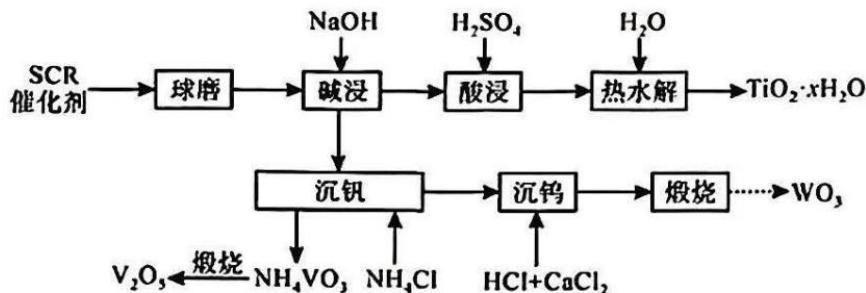 NaOH H₂SO₄ H₂O
SCR
催化剂 球磨 碱浸 酸浸 热水解 TiO₂·xH₂O
沉钒 沉钨 煅烧 WO₃
V₂O₅ 煅烧 NH₄VO₃ NH₄Cl HCl+CaCl₂